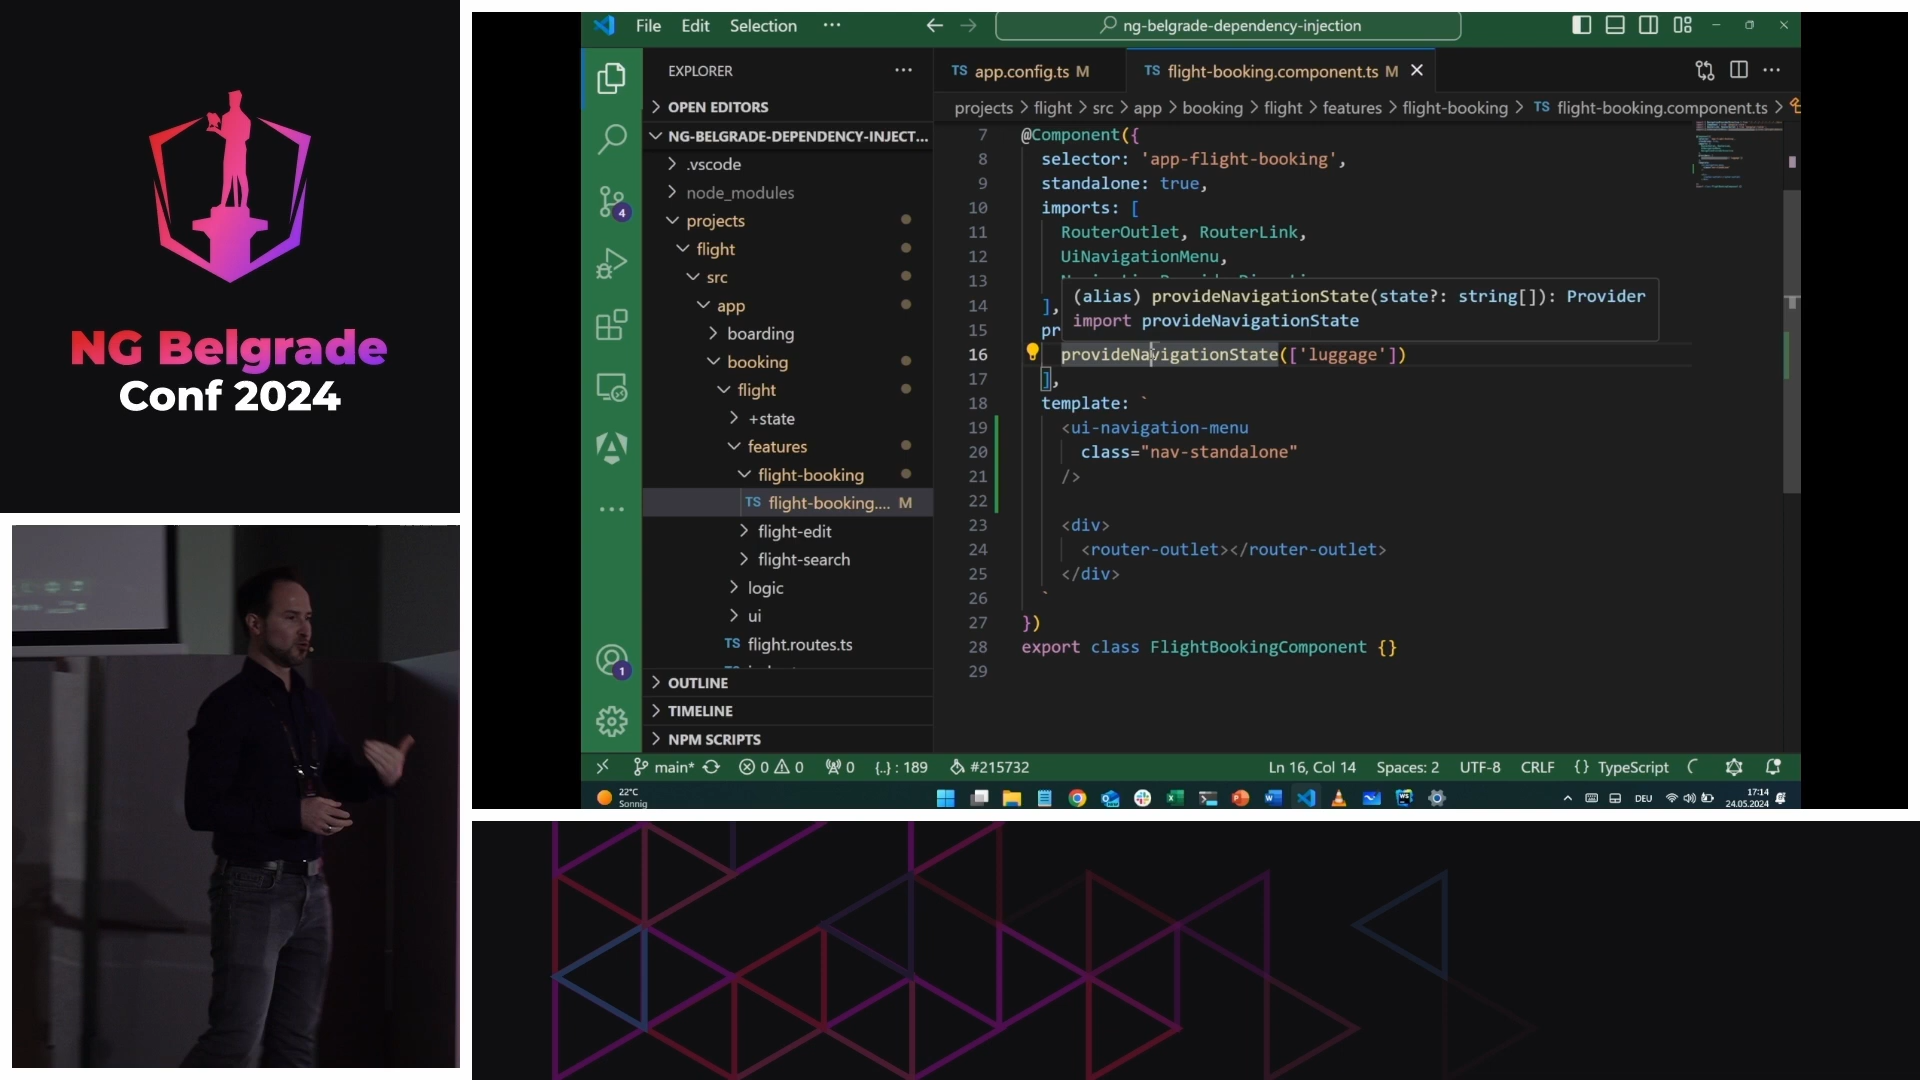 NG Belgrade
Conf 2024
File Edit Selection ···
ng-belgrade-dependency-injection
EXPLORER
OPEN EDITORS
NG-BELGRADE-DEPENDENCY-INJECT...
.vscode
node_modules
projects
flight
src
app
boarding
booking
flight
+state
features
flight-booking
TS flight-booking.... M
flight-edit
flight-search
logic
ui
TS flight.routes.ts
OUTLINE
TIMELINE
NPM SCRIPTS
4
1
TS app.config.ts M
TS flight-booking.component.ts M
projects > flight > src > app > booking > flight > features > flight-booking > TS flight-booking.component.ts >
7 @Component({
8 selector: 'app-flight-booking',
9 standalone: true,
10 imports: [
11 RouterOutlet, RouterLink,
12 UiNavigationMenu,
13
(alias) provideNavigationState(state?: string[]): Provider
14 ],
import provideNavigationState
15 pr
16 provideNavigationState(['luggage'])
17 ],
18 template: `
19 <ui-navigation-menu
20 class="nav-standalone"
21 />
22
23 <div>
24 <router-outlet></router-outlet>
25 </div>
26 `
27 })
28 export class FlightBookingComponent {}
29
main* 0 0 0 {..} : 189 #215732
Ln 16, Col 14 Spaces: 2 UTF-8 CRLF {} TypeScript
22°C
Sonnig
DEU
17:14
24.05.2024